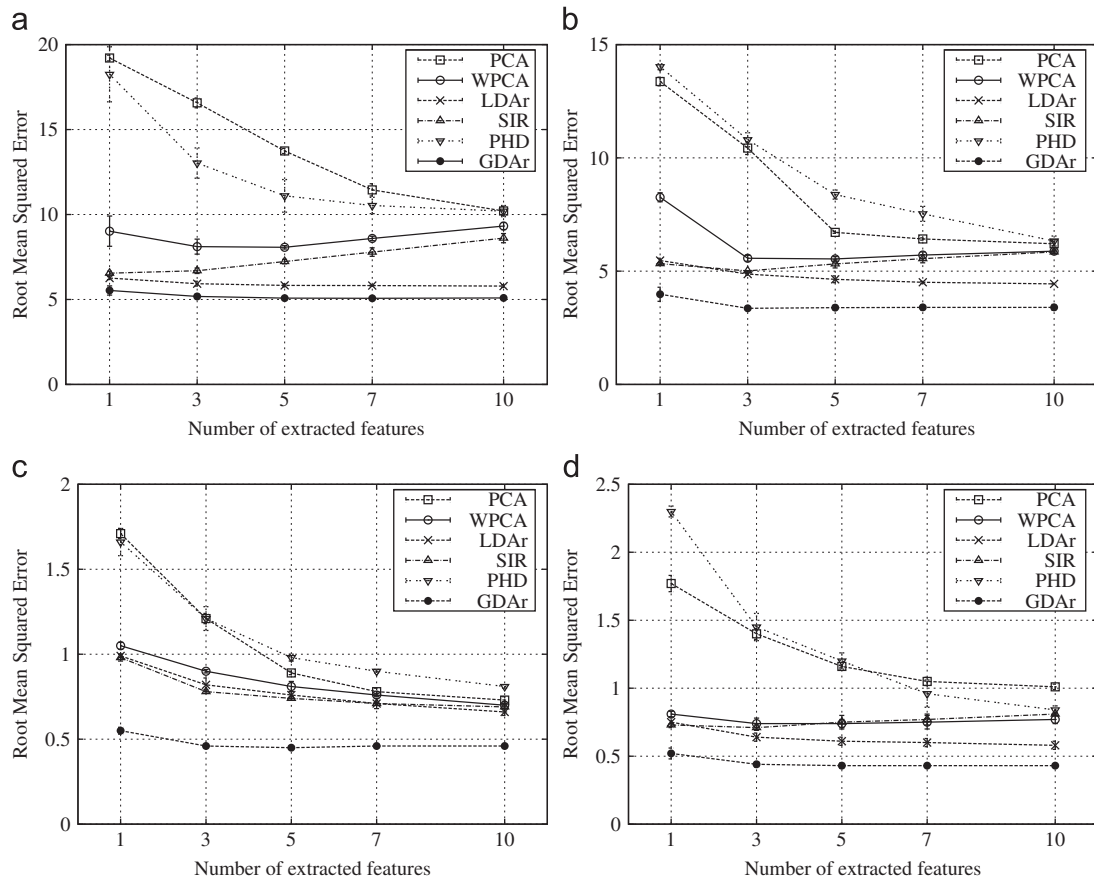 a
20
15
10
5
0
Root Mean Squared Error
PCA
WPCA
LDAr
SIR
PHD
GDAr
1 3 5 7 10
Number of extracted features
b
15
10
5
0
Root Mean Squared Error
PCA
WPCA
LDAr
SIR
PHD
GDAr
1 3 5 7 10
Number of extracted features
c
2
1.5
1
0.5
0
Root Mean Squared Error
PCA
WPCA
LDAr
SIR
PHD
GDAr
1 3 5 7 10
Number of extracted features
d
2.5
2
1.5
1
0.5
0
Root Mean Squared Error
PCA
WPCA
LDAr
SIR
PHD
GDAr
1 3 5 7 10
Number of extracted features